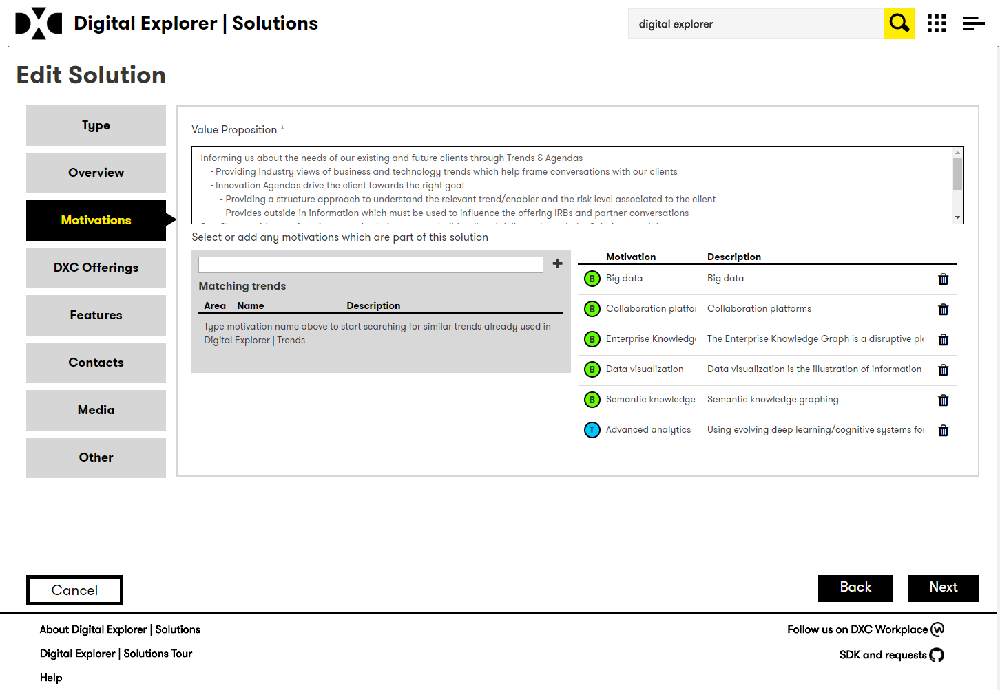 DXC Digital Explorer | Solutions
digital explorer
Edit Solution
Type
Overview
Motivations
DXC Offerings
Features
Contacts
Media
Other
Value Proposition *
Informing us about the needs of our existing and future clients through Trends & Agendas
- Providing Industry views of business and technology trends which help frame conversations with our clients
- Innovation Agendas drive the client towards the right goal
- Providing a structure approach to understand the relevant trend/enabler and the risk level associated to the client
- Provides outside-in information which must be used to influence the offering IRBs and partner conversations
Select or add any motivations which are part of this solution
+
Matching trends
Area Name Description
Type motivation name above to start searching for similar trends already used in
Digital Explorer | Trends
Motivation Description
B Big data Big data
B Collaboration platfor Collaboration platforms
B Enterprise Knowledge The Enterprise Knowledge Graph is a disruptive pl
B Data visualization Data visualization is the illustration of information
B Semantic knowledge Semantic knowledge graphing
T Advanced analytics Using evolving deep learning/cognitive systems fo
Cancel
Back
Next
About Digital Explorer | Solutions
Digital Explorer | Solutions Tour
Help
Follow us on DXC Workplace
SDK and requests